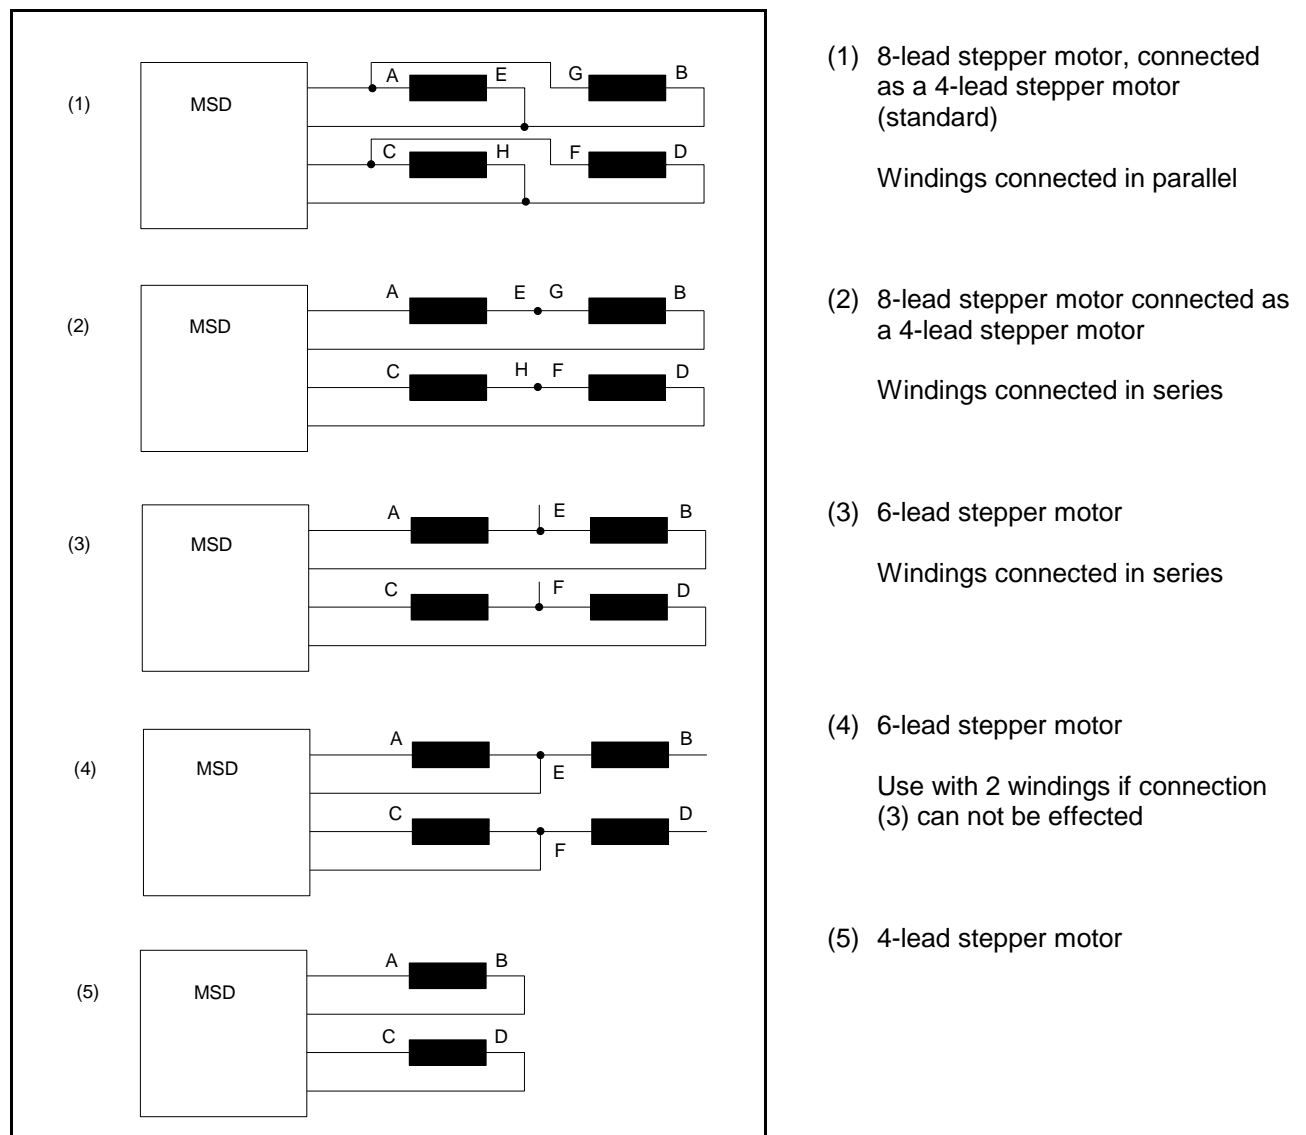 (1) 8-lead stepper motor, connected
as a 4-lead stepper motor
(standard)
Windings connected in parallel
A E G B
(1) MSD
C H F D
(2) 8-lead stepper motor connected as
a 4-lead stepper motor
Windings connected in series
A E G B
(2) MSD
C H F D
(3) 6-lead stepper motor
Windings connected in series
A E B
(3) MSD
C F D
(4) 6-lead stepper motor
Use with 2 windings if connection
(3) can not be effected
A B
(4) MSD E
C D
F
(5) 4-lead stepper motor
A B
(5) MSD
C D